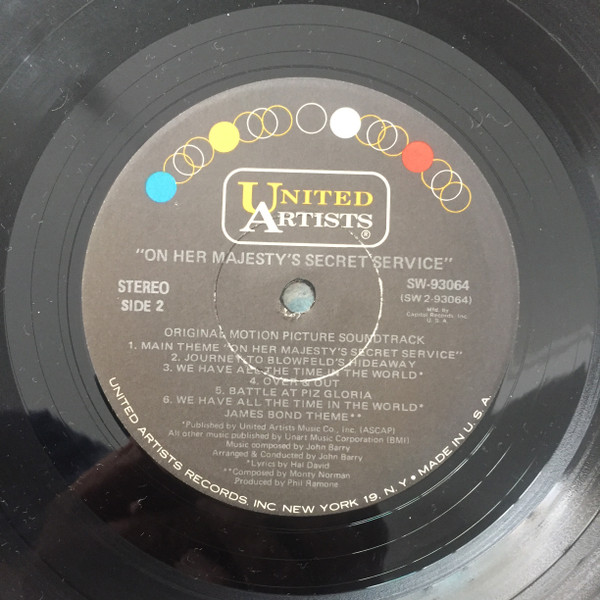 UNITED
ARTISTS®
"ON HER MAJESTY'S SECRET SERVICE"
STEREO
SIDE 2
SW-93064
(SW 2-93064)
Mfg. By
Capitol Records, Inc.
U. S. A.
ORIGINAL MOTION PICTURE SOUNDTRACK
1. MAIN THEME "ON HER MAJESTY'S SECRET SERVICE"
2. JOURNEY TO BLOWFELD'S HIDEAWAY
3. WE HAVE ALL THE TIME IN THE WORLD*
4. OVER & OUT
5. BATTLE AT PIZ GLORIA
6. WE HAVE ALL THE TIME IN THE WORLD*
JAMES BOND THEME**
*Published by United Artists Music Co., Inc. (ASCAP)
All other music published by Unart Music Corporation (BMI)
Music composed by John Barry
Arranged & Conducted by John Barry
*Lyrics by Hal David
**Composed by Monty Norman
Produced by Phil Ramone
UNITED ARTISTS RECORDS, INC. NEW YORK 19, N.Y. • MADE IN U.S.A.